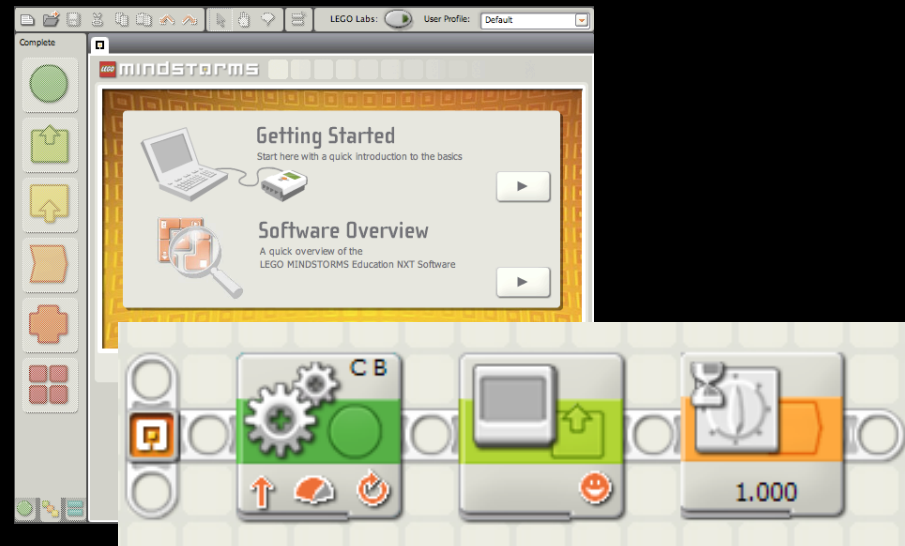 LEGO Labs: User Profile: Default
Complete
LEGO mindstorms
Getting Started
Start here with a quick introduction to the basics
Software Overview
A quick overview of the
LEGO MINDSTORMS Education NXT Software
C B
1.000